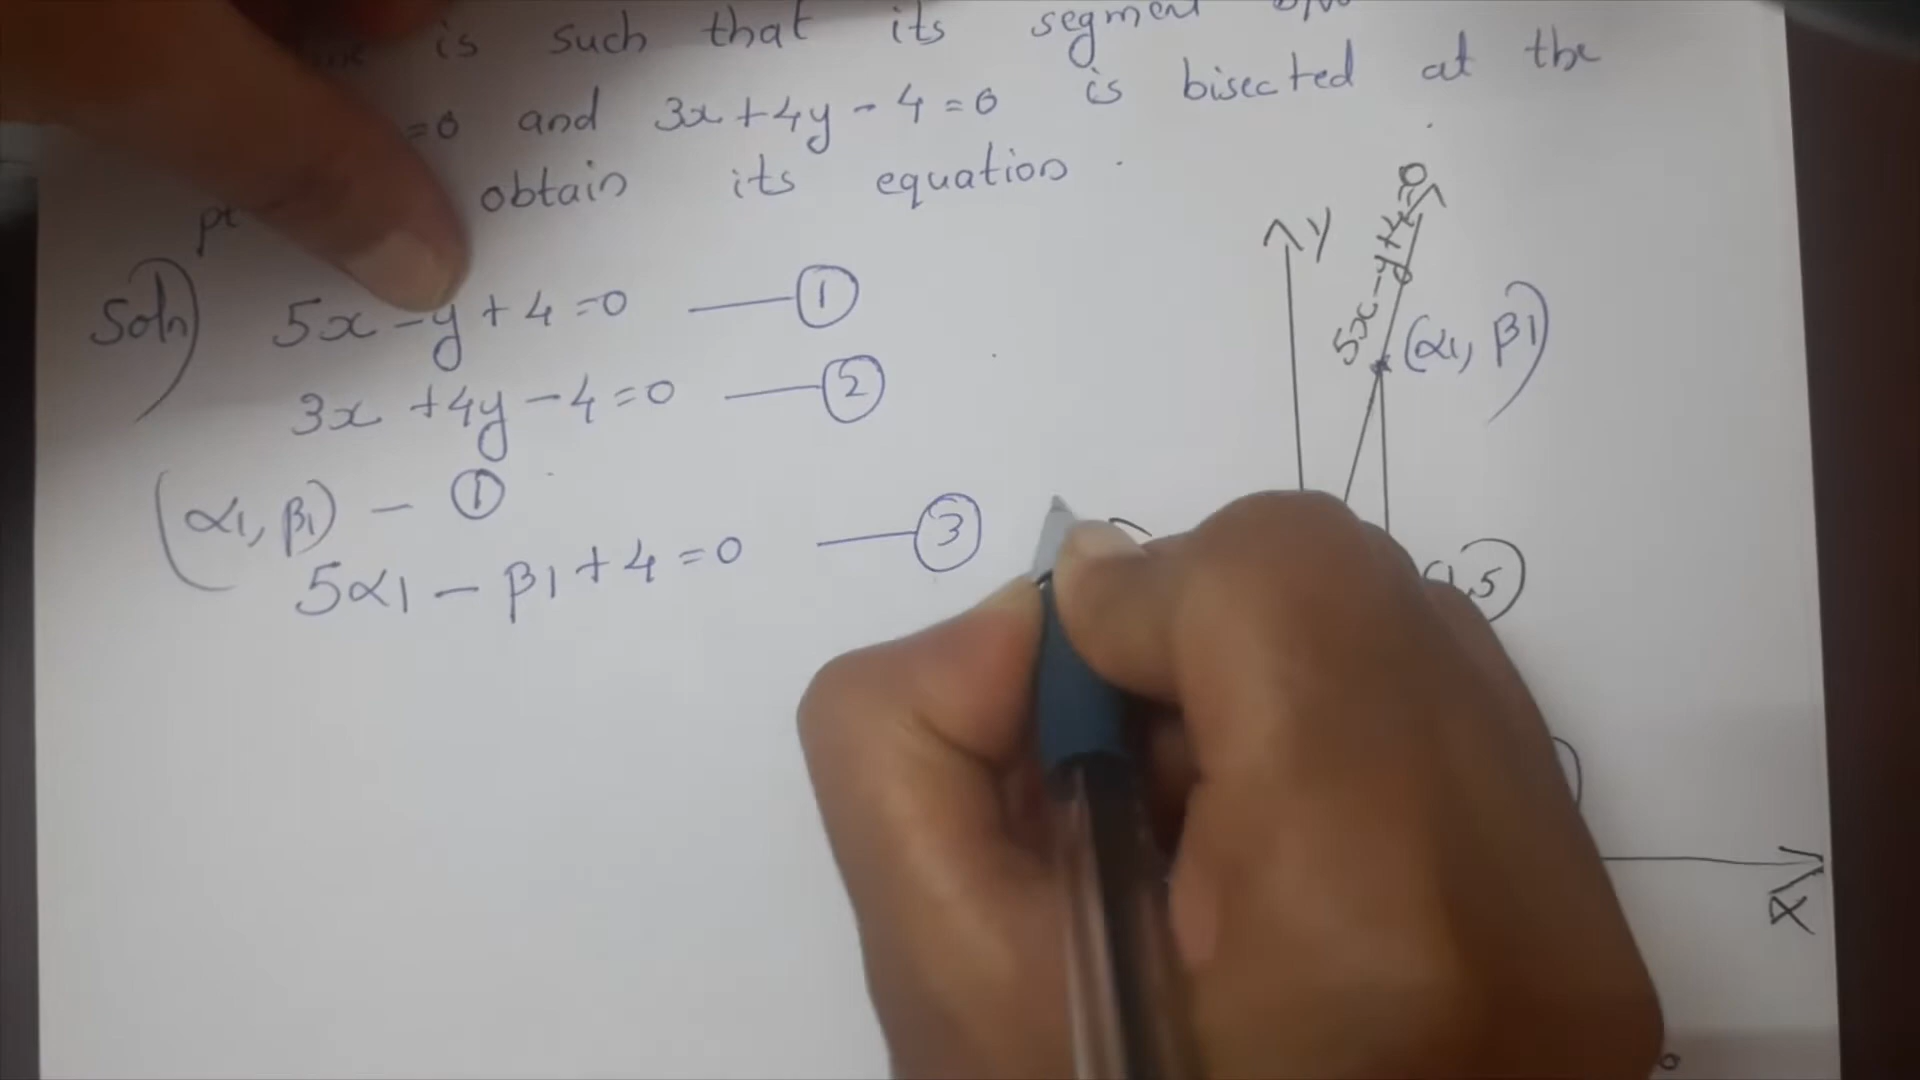 is such that its segment
=0 and 3x+4y-4=0 is bisected at the
pt obtain its equation.
Soln) 5x-y+4=0 — ①
3x+4y-4=0 — ②
(α1, β1) - ①
5α1 - β1+4=0 — ③
y
5x-y+4=0
(α1, β1)
,5)
x